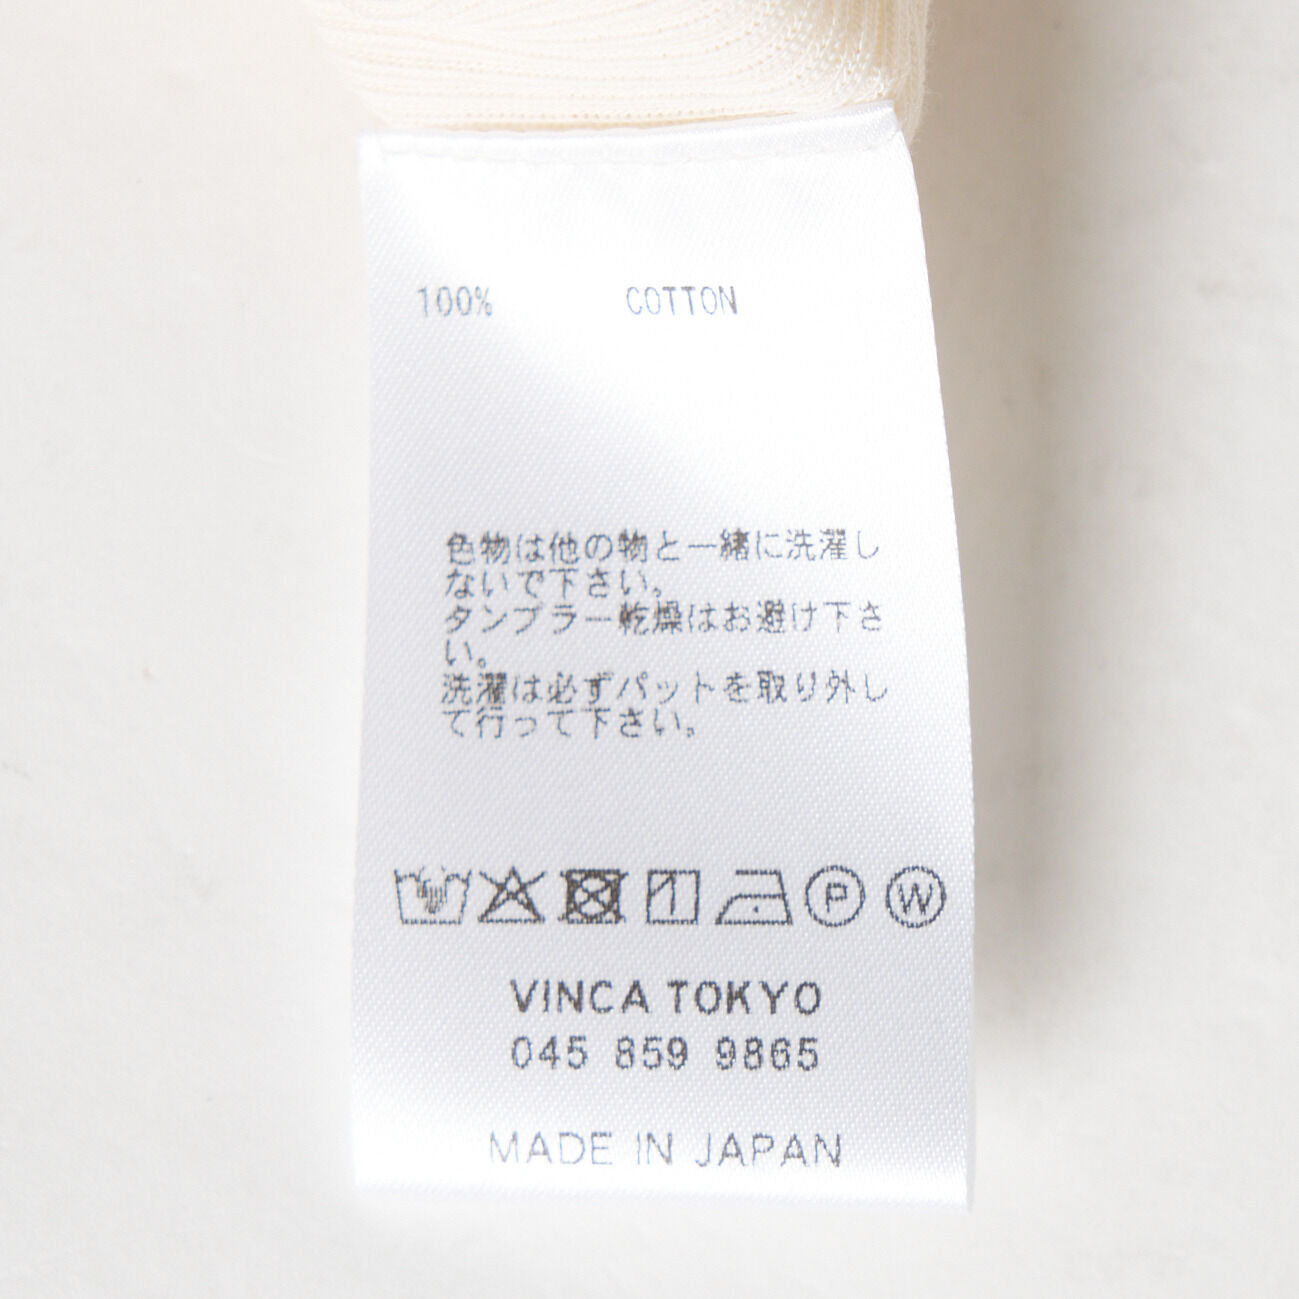 100% COTTON
色物は他の物と一緒に洗濯し
ないで下さい。
タンブラー乾燥はお避け下さ
い。
洗濯は必ずパットを取り外し
て行って下さい。
P W
VINCA TOKYO
045 859 9865
MADE IN JAPAN